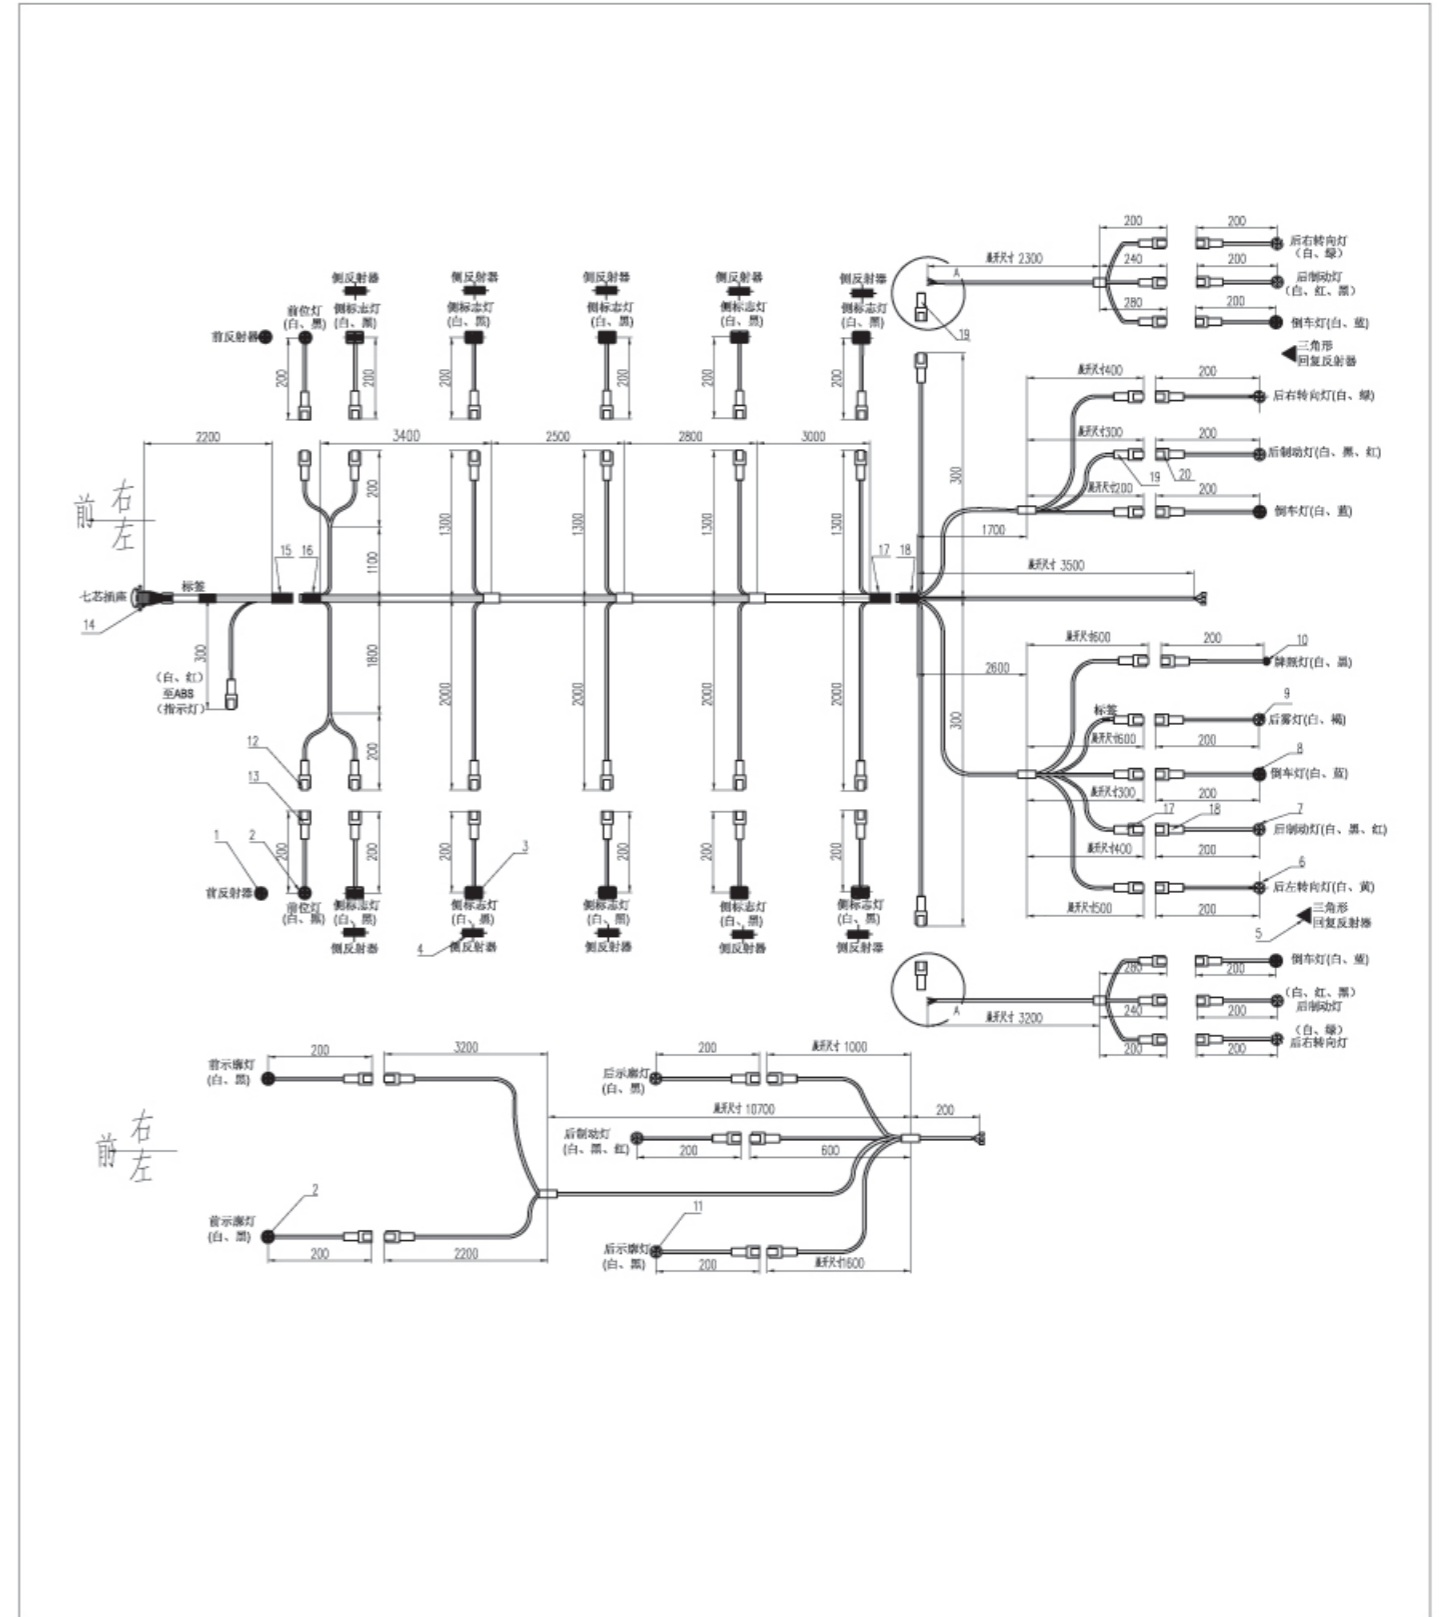 200
200
后右转向灯
（白、绿）
展开尺寸 2300
A
240
200
后制动灯
（白、红、黑）
280
200
倒车灯(白、蓝)
19
三角形
回复反射器
侧反射器
侧反射器
侧反射器
侧反射器
侧反射器
前位灯
(白、黑)
侧标志灯
(白、黑)
侧标志灯
(白、黑)
侧标志灯
(白、黑)
侧标志灯
(白、黑)
侧标志灯
(白、黑)
前反射器
200
200
200
200
200
200
展开尺寸400
200
后右转向灯(白、绿)
展开尺寸300
200
后制动灯(白、黑、红)
19
20
展开尺寸200
200
倒车灯(白、蓝)
1700
300
2200
3400
2500
2800
3000
200
1100
1300
1300
1300
1300
右
前
左
15
16
17
18
展开尺寸 3500
七芯插座
标签
14
300
（白、红）
至ABS
（指示灯）
1800
200
2000
2000
2000
2000
2600
300
展开尺寸600
200
10
牌照灯(白、黑)
标签
9
后雾灯(白、褐)
展开尺寸600
200
8
倒车灯(白、蓝)
展开尺寸300
200
17
18
7
后制动灯(白、黑、红)
展开尺寸400
200
6
后左转向灯(白、黄)
展开尺寸500
200
5
三角形
回复反射器
12
13
1
2
200
200
200
3
200
200
200
前反射器
前位灯
(白、黑)
侧标志灯
(白、黑)
侧标志灯
(白、黑)
侧标志灯
(白、黑)
侧标志灯
(白、黑)
侧标志灯
(白、黑)
侧反射器
4
侧反射器
侧反射器
侧反射器
侧反射器
280
200
倒车灯(白、蓝)
A
240
200
（白、红、黑）
后制动灯
展开尺寸 3200
200
200
（白、绿）
后右转向灯
前示廓灯
(白、黑)
200
3200
后示廓灯
(白、黑)
200
展开尺寸 1000
展开尺寸 10700
200
后制动灯
(白、黑、红)
200
600
右
前
左
2
前示廓灯
(白、黑)
200
2200
11
后示廓灯
(白、黑)
200
展开尺寸1600